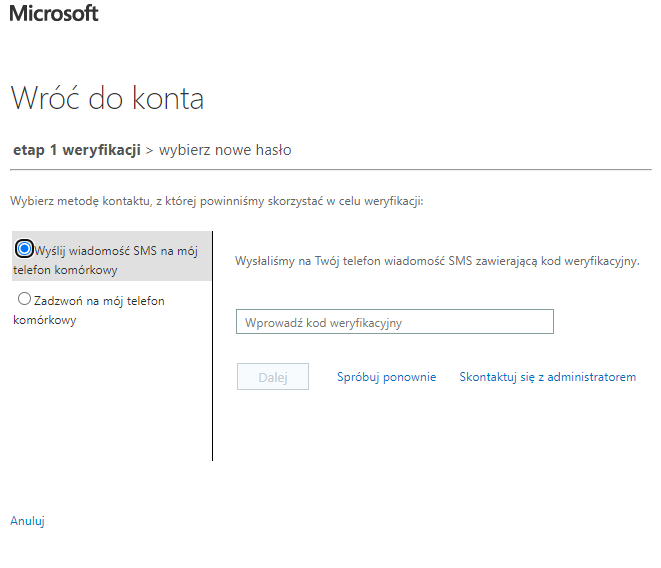 Microsoft
Wróć do konta
etap 1 weryfikacji > wybierz nowe hasło
Wybierz metodę kontaktu, z której powinniśmy skorzystać w celu weryfikacji:
Wyślij wiadomość SMS na mój
telefon komórkowy
Zadzwoń na mój telefon
komórkowy
Wysłaliśmy na Twój telefon wiadomość SMS zawierającą kod weryfikacyjny.
Wprowadź kod weryfikacyjny
Dalej Spróbuj ponownie Skontaktuj się z administratorem
Anuluj